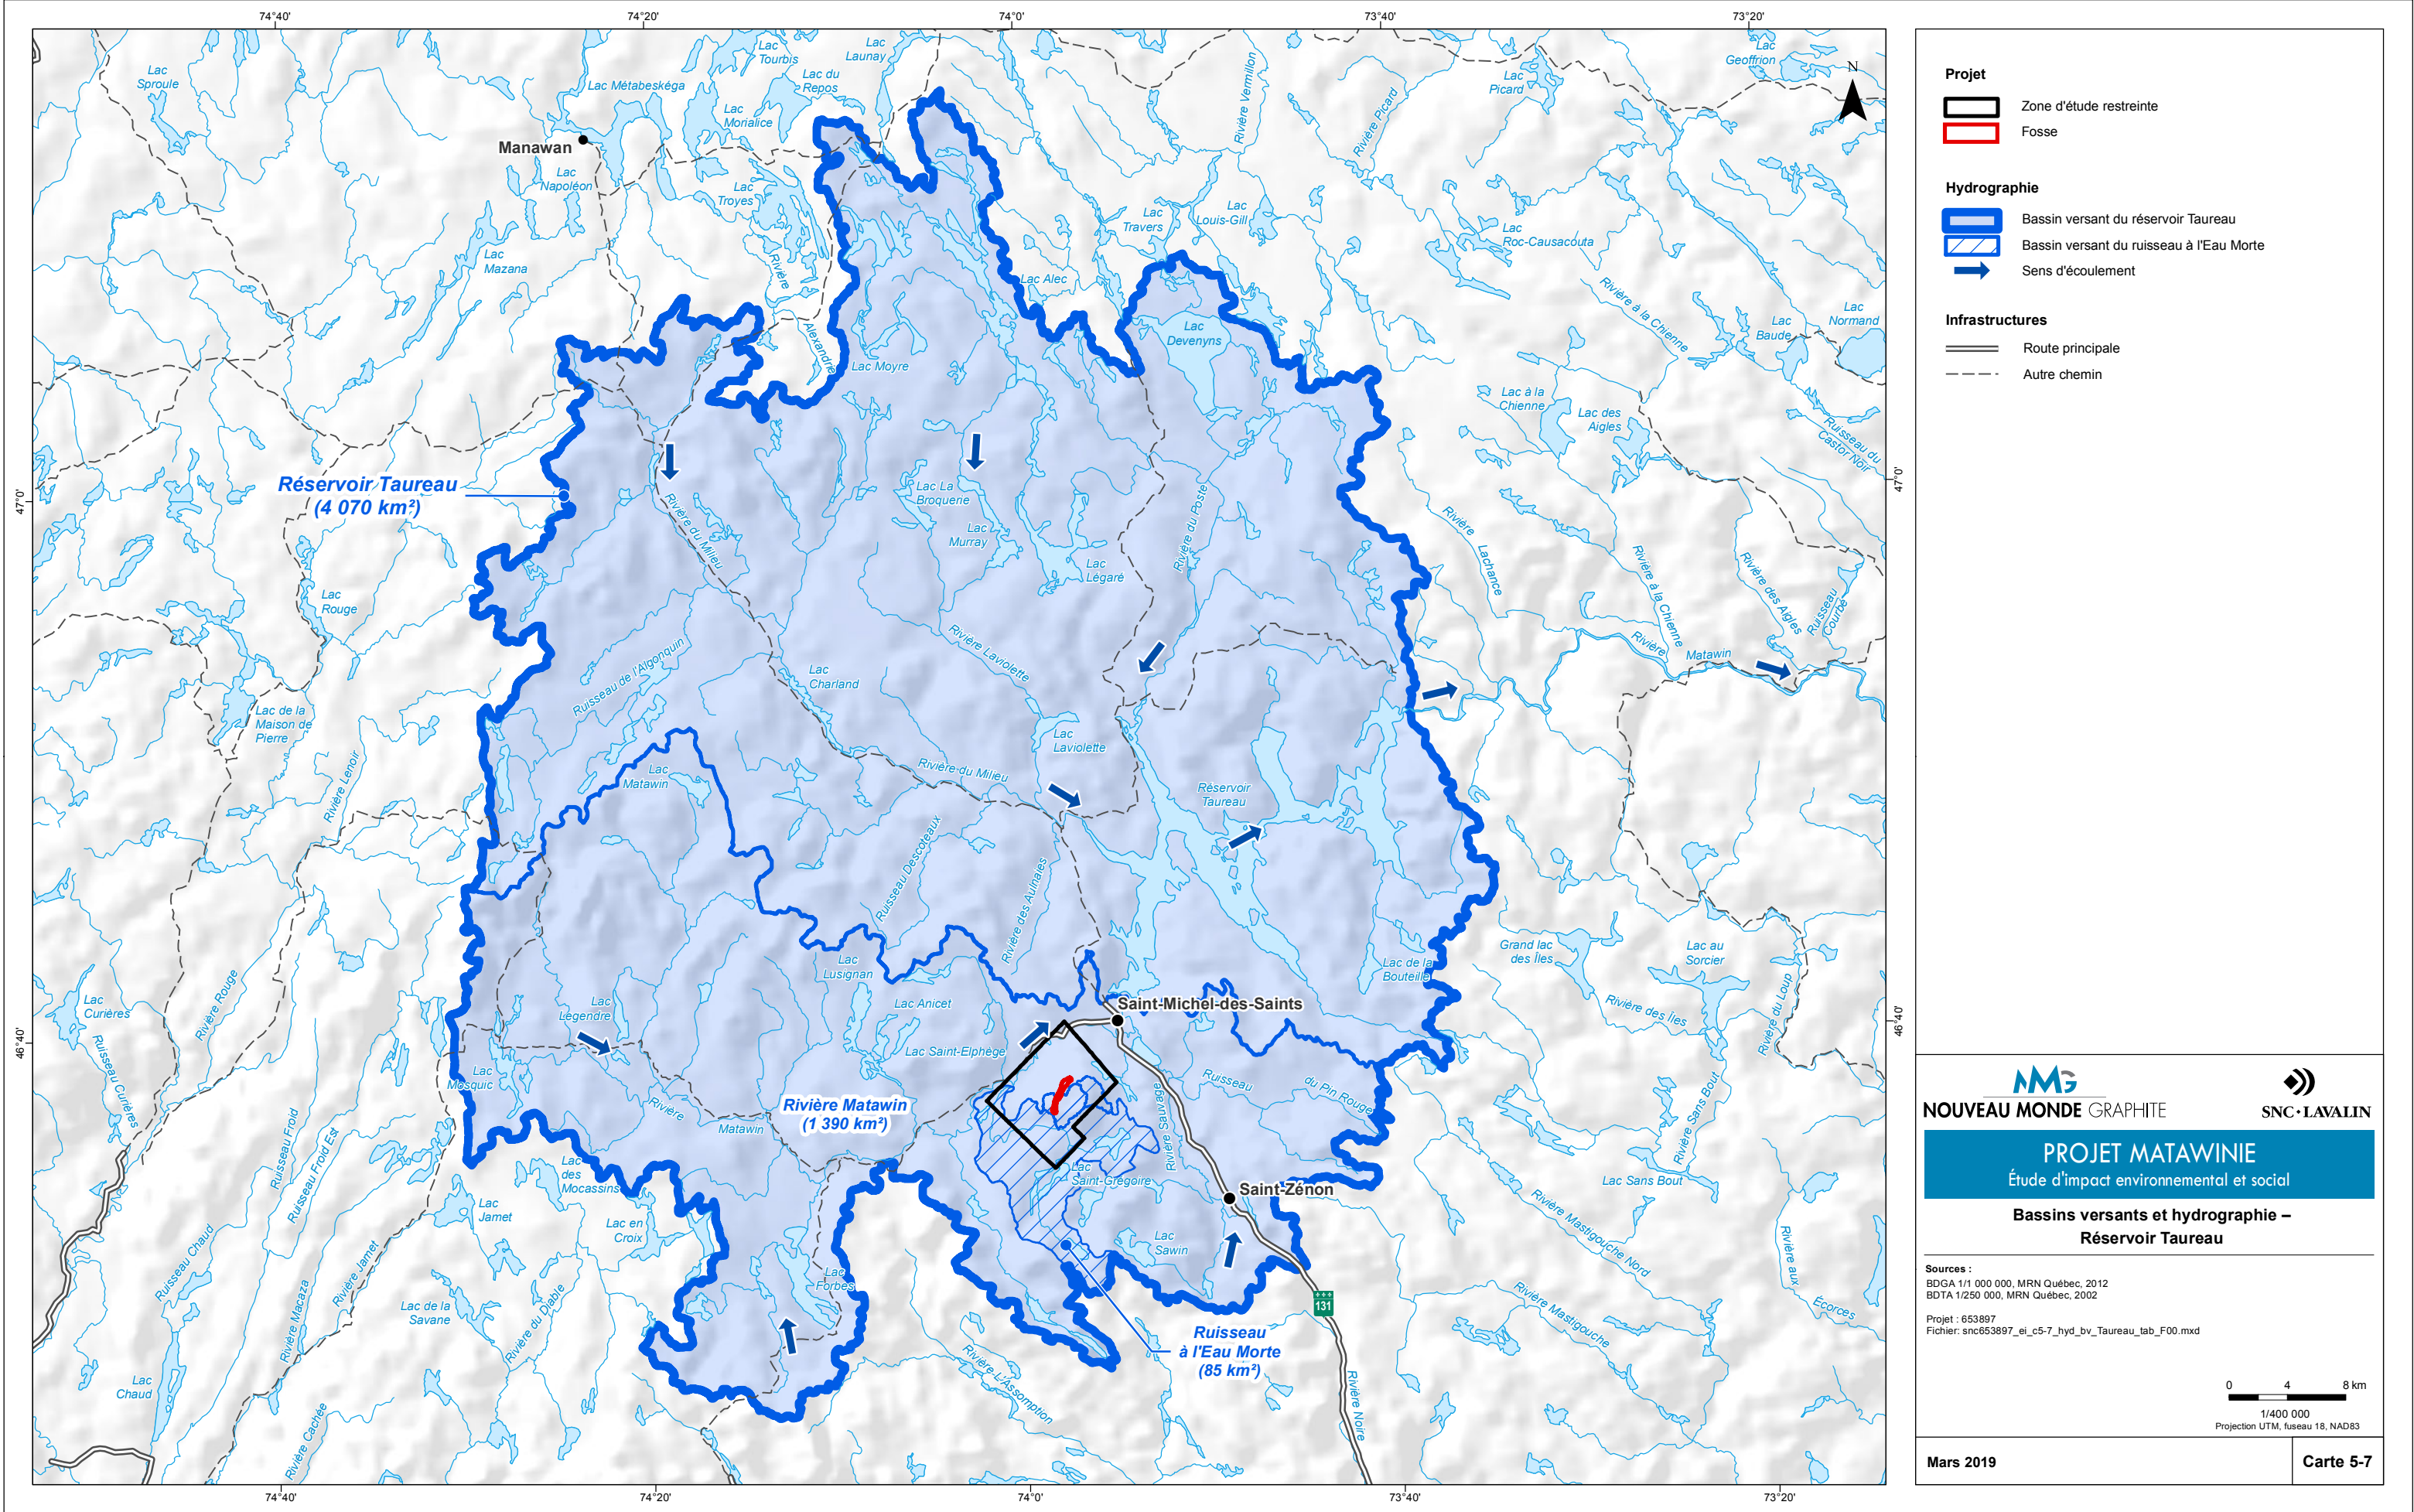 74°40'
74°20'
74°0'
73°40'
73°20'
Lac
Sproule
Lac
Tourbis
Lac
Launay
Lac du
Repos
Lac Métabeskéga
Lac
Morialice
Manawan
Lac
Napoléon
Lac
Troyes
Lac
Mazana
Rivière
Alexandre
Lac Moyre
Rivière Vermillon
Rivière Picard
Lac
Picard
Lac
Geoffrion
N
Lac
Travers
Lac
Louis-Gill
Lac
Roc-Causacouta
Lac Alec
Lac
Devenyns
Rivière à la Chienne
Lac
Baude
Lac
Normand
Lac à la
Chienne
Lac des
Aigles
Ruisseau du
Castor Noir
47°0'
47°0'
Réservoir Taureau
(4 070 km²)
Rivière du Milieu
Lac La
Broquerie
Lac
Murray
Lac
Légaré
Rivière du Poste
Rivière
Lachance
Rivière à la Chienne
Rivière des Aigles
Ruisseau
Courbé
Rivière
Matawin
Lac
Rouge
Ruisseau de l'Algonquin
Rivière Laviolette
Lac
Charland
Lac de la
Maison de
Pierre
Rivière Lenoir
Lac
Matawin
Lac
Laviolette
Rivière du Milieu
Réservoir
Taureau
Ruisseau Descoteaux
Rivière des Aulnaies
Lac
Lusignan
Lac Anicet
Lac de la
Bouteille
Grand lac
des Îles
Lac au
Sorcier
Rivière des Îles
Rivière du Loup
Lac
Curières
Rivière Rouge
Ruisseau Curières
46°40'
46°40'
Lac
Legendre
Saint-Michel-des-Saints
Lac Saint-Elphège
Lac
Mosquic
Rivière
Matawin
Rivière Matawin
(1 390 km²)
Rivière Sauvage
Ruisseau
du Pin Rouge
Rivière Sans Bout
Lac Sans Bout
Ruisseau Froid
Ruisseau Froid Est
Lac
des
Mocassins
Lac
Saint-Grégoire
Saint-Zénon
Lac
Jamet
Lac en
Croix
Lac
Sawin
Rivière Mastigouche Nord
Rivière aux
Écorces
Ruisseau Chaud
Rivière Macaza
Rivière Jamet
Lac de la
Savane
Rivière du Diable
Lac
Forbes
131
Rivière Mastigouche
Ruisseau
à l'Eau Morte
(85 km²)
Lac
Chaud
Rivière Cachée
Rivière L'Assomption
Rivière Noire
74°40'
74°20'
74°0'
73°40'
73°20'
Projet
Zone d'étude restreinte
Fosse
Hydrographie
Bassin versant du réservoir Taureau
Bassin versant du ruisseau à l'Eau Morte
Sens d'écoulement
Infrastructures
Route principale
Autre chemin
NMG
NOUVEAU MONDE GRAPHITE
SNC • LAVALIN
PROJET MATAWINIE
Étude d'impact environnemental et social
Bassins versants et hydrographie –
Réservoir Taureau
Sources :
BDGA 1/1 000 000, MRN Québec, 2012
BDTA 1/250 000, MRN Québec, 2002
Projet : 653897
Fichier: snc653897_ei_c5-7_hyd_bv_Taureau_tab_F00.mxd
0 4 8 km
1/400 000
Projection UTM, fuseau 18, NAD83
Mars 2019
Carte 5-7